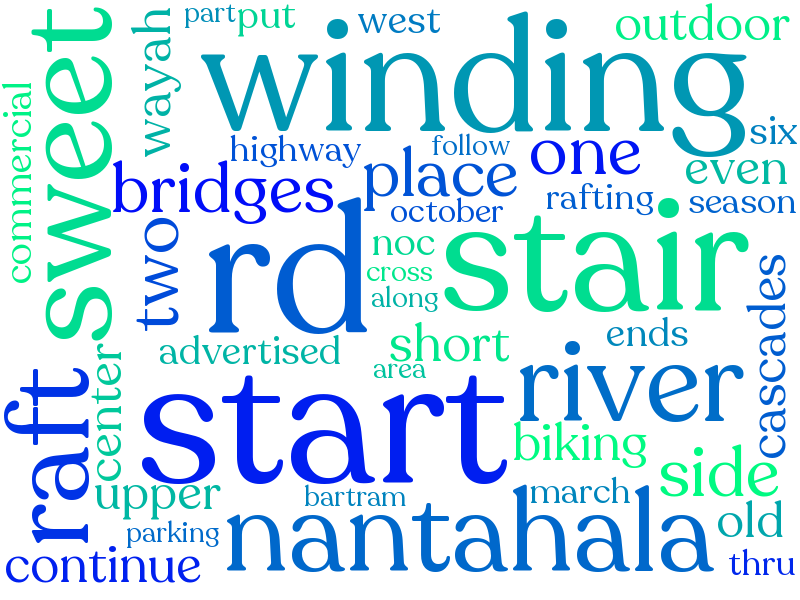 part
put
west
outdoor
sweet
wayah
winding
commercial
six
highway
follow
one
even
bridges
place
rafting
season
october
two
rd
noc
stair
cross
along
cascades
advertised
short
ends
area
raft
center
start
river
biking
side
upper
bartram
march
nantahala
old
parking
continue
thru